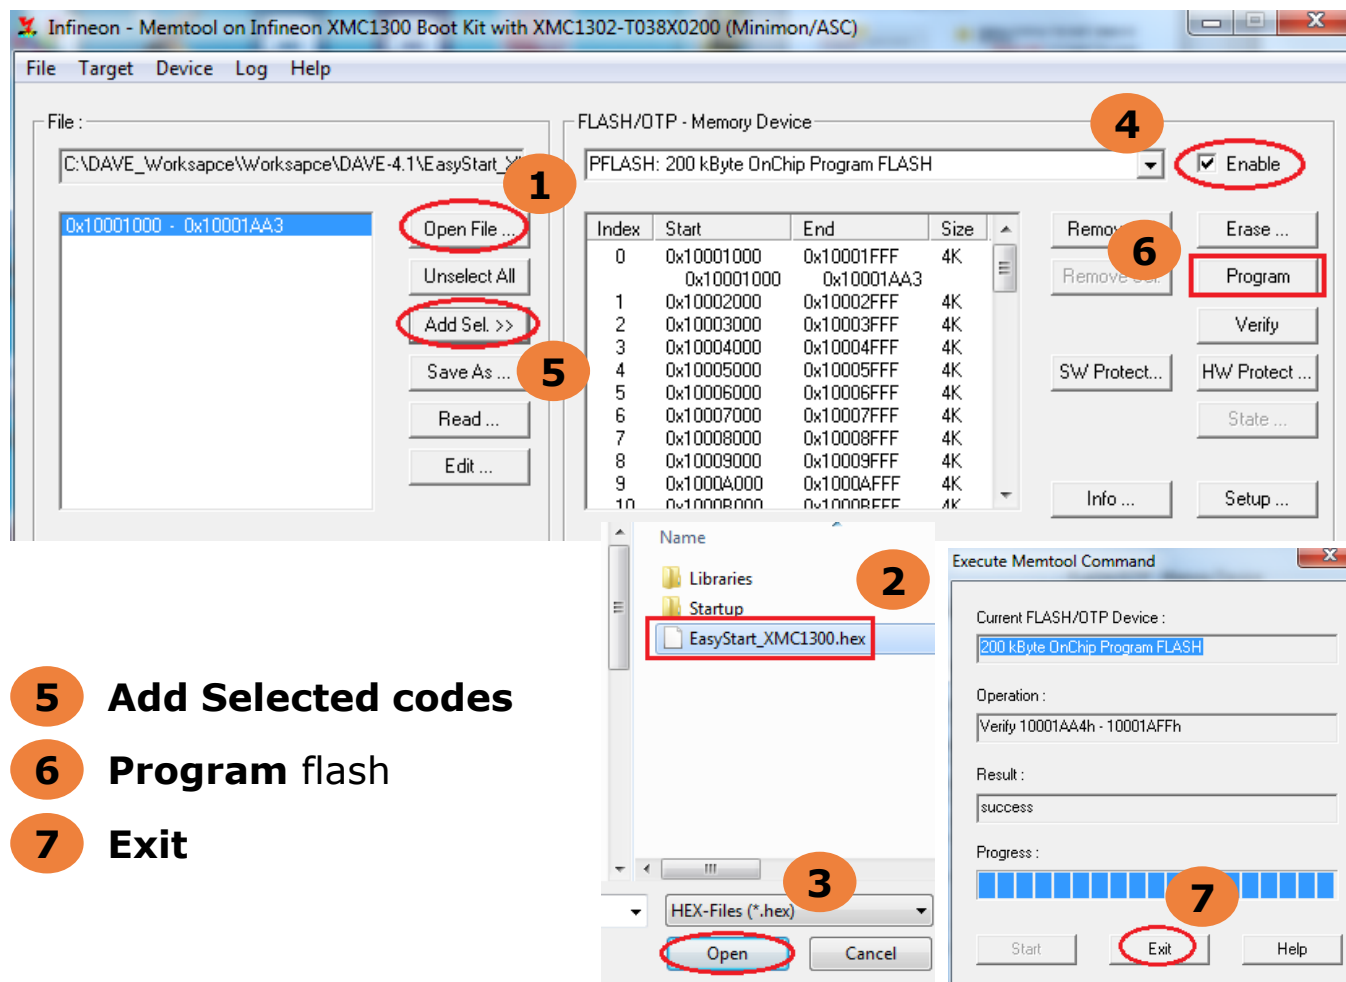 Infineon - Memtool on Infineon XMC1300 Boot Kit with XMC1302-T038X0200 (Minimon/ASC)
File Target Device Log Help
File :
C:\DAVE_Worksapce\Worksapce\DAVE-4.1\EasyStart_X
1
0x10001000 - 0x10001AA3
Open File ...
Unselect All
Add Sel. >>
5
Save As ...
Read ...
Edit ...
FLASH/OTP - Memory Device
4
PFLASH: 200 kByte OnChip Program FLASH
Enable
Index Start End Size
0 0x10001000 0x10001FFF 4K
0x10001000 0x10001AA3
1 0x10002000 0x10002FFF 4K
2 0x10003000 0x10003FFF 4K
3 0x10004000 0x10004FFF 4K
4 0x10005000 0x10005FFF 4K
5 0x10006000 0x10006FFF 4K
6 0x10007000 0x10007FFF 4K
7 0x10008000 0x10008FFF 4K
8 0x10009000 0x10009FFF 4K
9 0x1000A000 0x1000AFFF 4K
10 0x1000B000 0x1000BFFF 4K
6
Erase ...
Program
Verify
SW Protect...
HW Protect ...
State ...
Info ...
Setup ...
Name
Libraries
2
Startup
EasyStart_XMC1300.hex
3
HEX-Files (*.hex)
Open
Cancel
Execute Memtool Command
Current FLASH/OTP Device :
200 kByte OnChip Program FLASH
Operation :
Verify 10001AA4h - 10001AFFh
Result :
success
Progress :
7
Start
Exit
Help
5 Add Selected codes
6 Program flash
7 Exit